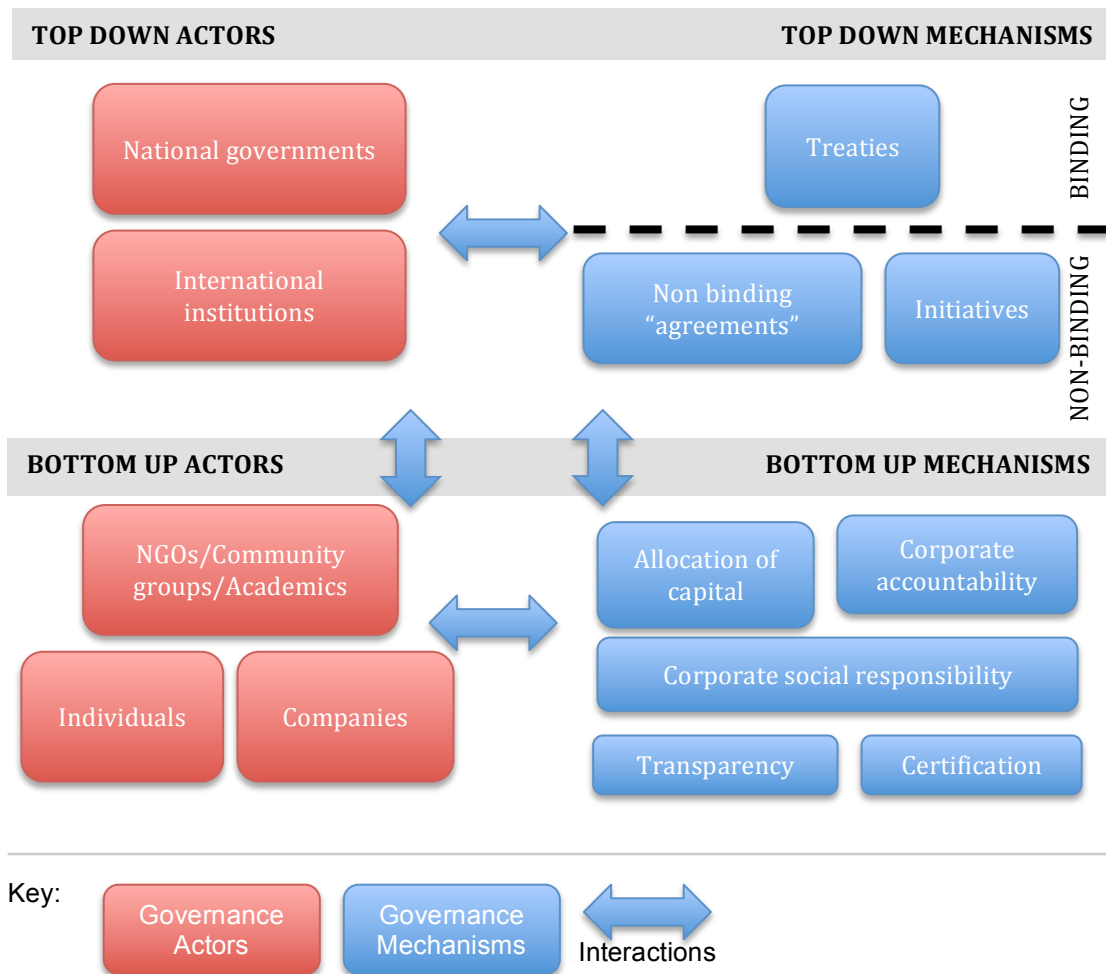 TOP DOWN ACTORS
TOP DOWN MECHANISMS
National governments
International
institutions
Treaties
BINDING
Non binding
“agreements”
Initiatives
NON-BINDING
BOTTOM UP ACTORS
BOTTOM UP MECHANISMS
NGOs/Community
groups/Academics
Individuals
Companies
Allocation of
capital
Corporate
accountability
Corporate social responsibility
Transparency
Certification
Key:
Governance
Actors
Governance
Mechanisms
Interactions